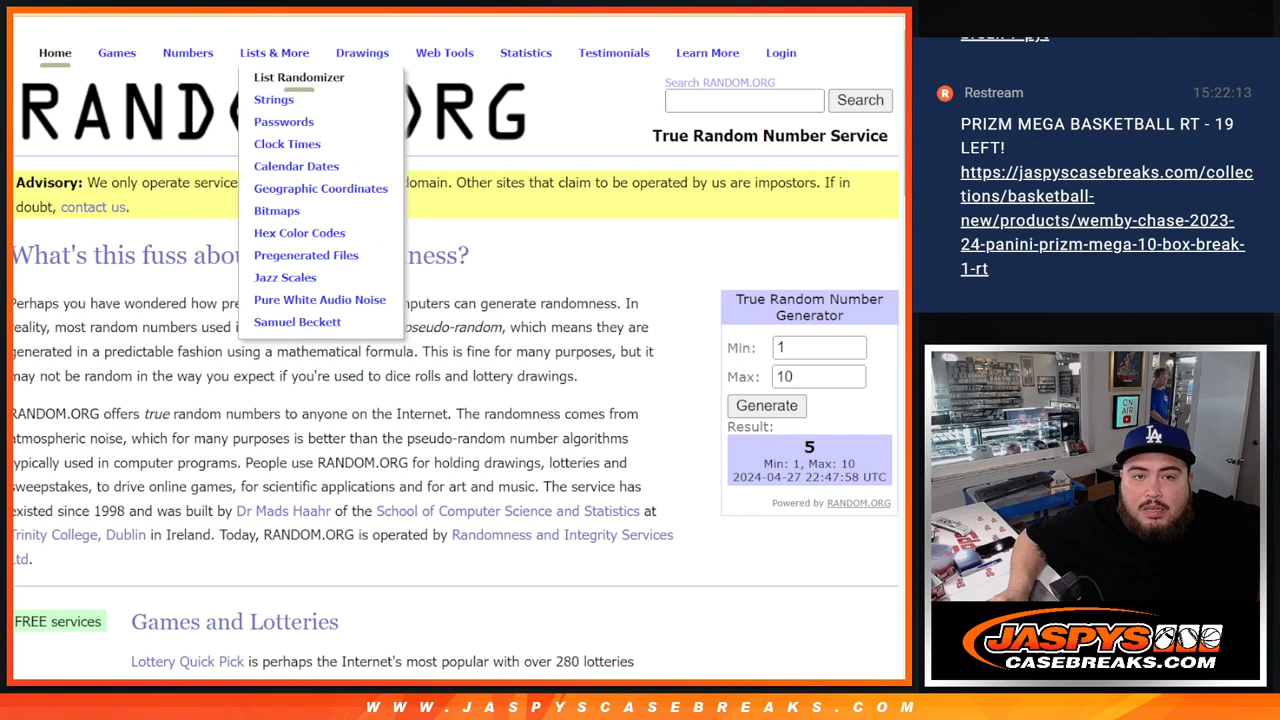 Home Games Numbers Lists & More Drawings Web Tools Statistics Testimonials Learn More Login
List Randomizer
Strings
Passwords
Clock Times
Calendar Dates
Geographic Coordinates
Bitmaps
Hex Color Codes
Pregenerated Files
Jazz Scales
Pure White Audio Noise
Samuel Beckett
RAND ORG
Search RANDOM.ORG
Search
True Random Number Service
Advisory: We only operate service omain. Other sites that claim to be operated by us are impostors. If in
doubt, contact us.
What's this fuss abo ness?
Perhaps you have wondered how pre mputers can generate randomness. In
reality, most random numbers used i pseudo-random, which means they are
generated in a predictable fashion using a mathematical formula. This is fine for many purposes, but it
may not be random in the way you expect if you're used to dice rolls and lottery drawings.
RANDOM.ORG offers true random numbers to anyone on the Internet. The randomness comes from
atmospheric noise, which for many purposes is better than the pseudo-random number algorithms
typically used in computer programs. People use RANDOM.ORG for holding drawings, lotteries and
sweepstakes, to drive online games, for scientific applications and for art and music. The service has
existed since 1998 and was built by Dr Mads Haahr of the School of Computer Science and Statistics at
Trinity College, Dublin in Ireland. Today, RANDOM.ORG is operated by Randomness and Integrity Services
Ltd.
True Random Number
Generator
Min: 1
Max: 10
Generate
Result:
5
Min: 1, Max: 10
2024-04-27 22:47:58 UTC
Powered by RANDOM.ORG
FREE services
Games and Lotteries
Lottery Quick Pick is perhaps the Internet's most popular with over 280 lotteries
Restream 15:22:13
PRIZM MEGA BASKETBALL RT - 19
LEFT!
https://jaspyscasebreaks.com/collec
tions/basketball-
new/products/wemby-chase-2023-
24-panini-prizm-mega-10-box-break-
1-rt
ON
AIR
LA
JASPYS
CASEBREAKS.COM
WWW.JASPYSCASEBREAKS.COM